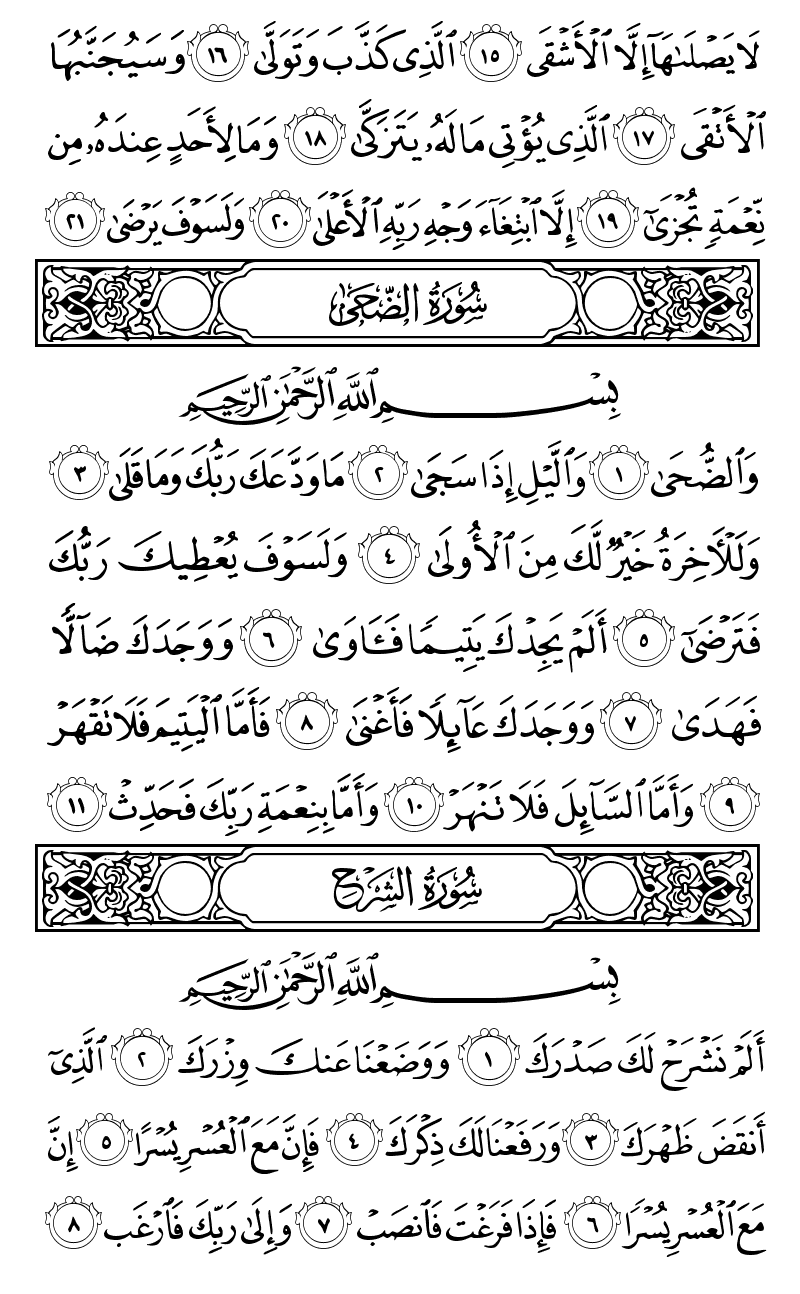 لَا يَصْلَىٰهَآ إِلَّا ٱلْأَشْقَى ١٥ ٱلَّذِى كَذَّبَ وَتَوَلَّىٰ ١٦ وَسَيُجَنَّبُهَا
ٱلْأَتْقَى ١٧ ٱلَّذِى يُؤْتِى مَالَهُۥ يَتَزَكَّىٰ ١٨ وَمَا لِأَحَدٍ عِندَهُۥ مِن
نِّعْمَةٍ تُجْزَىٰٓ ١٩ إِلَّا ٱبْتِغَآءَ وَجْهِ رَبِّهِ ٱلْأَعْلَىٰ ٢٠ وَلَسَوْفَ يَرْضَىٰ ٢١
سُورَةُ الضُّحَىٰ
بِسْمِ ٱللَّهِ ٱلرَّحْمَٰنِ ٱلرَّحِيمِ
وَٱلضُّحَىٰ ١ وَٱلَّيْلِ إِذَا سَجَىٰ ٢ مَا وَدَّعَكَ رَبُّكَ وَمَا قَلَىٰ ٣
وَلَلْأَخِرَةُ خَيْرٌ لَّكَ مِنَ ٱلْأُولَىٰ ٤ وَلَسَوْفَ يُعْطِيكَ رَبُّكَ
فَتَرْضَىٰٓ ٥ أَلَمْ يَجِدْكَ يَتِيمًا فَـَٔاوَىٰ ٦ وَوَجَدَكَ ضَآلًّا
فَهَدَىٰ ٧ وَوَجَدَكَ عَآئِلًا فَأَغْنَىٰ ٨ فَأَمَّا ٱلْيَتِيمَ فَلَا تَقْهَرْ
٩ وَأَمَّا ٱلسَّآئِلَ فَلَا تَنْهَرْ ١٠ وَأَمَّا بِنِعْمَةِ رَبِّكَ فَحَدِّثْ ١١
سُورَةُ الشَّرْحِ
بِسْمِ ٱللَّهِ ٱلرَّحْمَٰنِ ٱلرَّحِيمِ
أَلَمْ نَشْرَحْ لَكَ صَدْرَكَ ١ وَوَضَعْنَا عَنكَ وِزْرَكَ ٢ ٱلَّذِىٓ
أَنقَضَ ظَهْرَكَ ٣ وَرَفَعْنَا لَكَ ذِكْرَكَ ٤ فَإِنَّ مَعَ ٱلْعُسْرِ يُسْرًا ٥ إِنَّ
مَعَ ٱلْعُسْرِ يُسْرًا ٦ فَإِذَا فَرَغْتَ فَٱنصَبْ ٧ وَإِلَىٰ رَبِّكَ فَٱرْغَب ٨